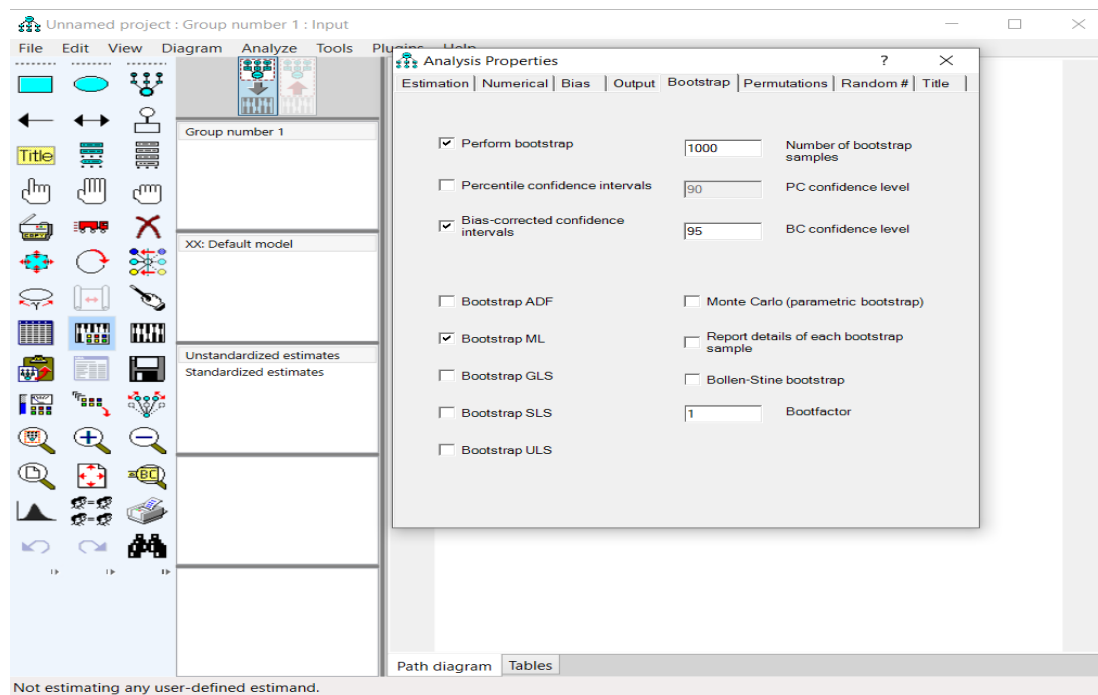 Unnamed project : Group number 1 : Input
File Edit View Diagram Analyze Tools Plugins Help
Analysis Properties
?
Estimation Numerical Bias Output Bootstrap Permutations Random # Title
Title
Group number 1
XX: Default model
Unstandardized estimates
Standardized estimates
Perform bootstrap
1000
Number of bootstrap
samples
Percentile confidence intervals
90
PC confidence level
Bias-corrected confidence
intervals
95
BC confidence level
Bootstrap ADF
Monte Carlo (parametric bootstrap)
Bootstrap ML
Report details of each bootstrap
sample
Bootstrap GLS
Bollen-Stine bootstrap
Bootstrap SLS
1
Bootfactor
Bootstrap ULS
COPY
γ
BC
Path diagram Tables
Not estimating any user-defined estimand.